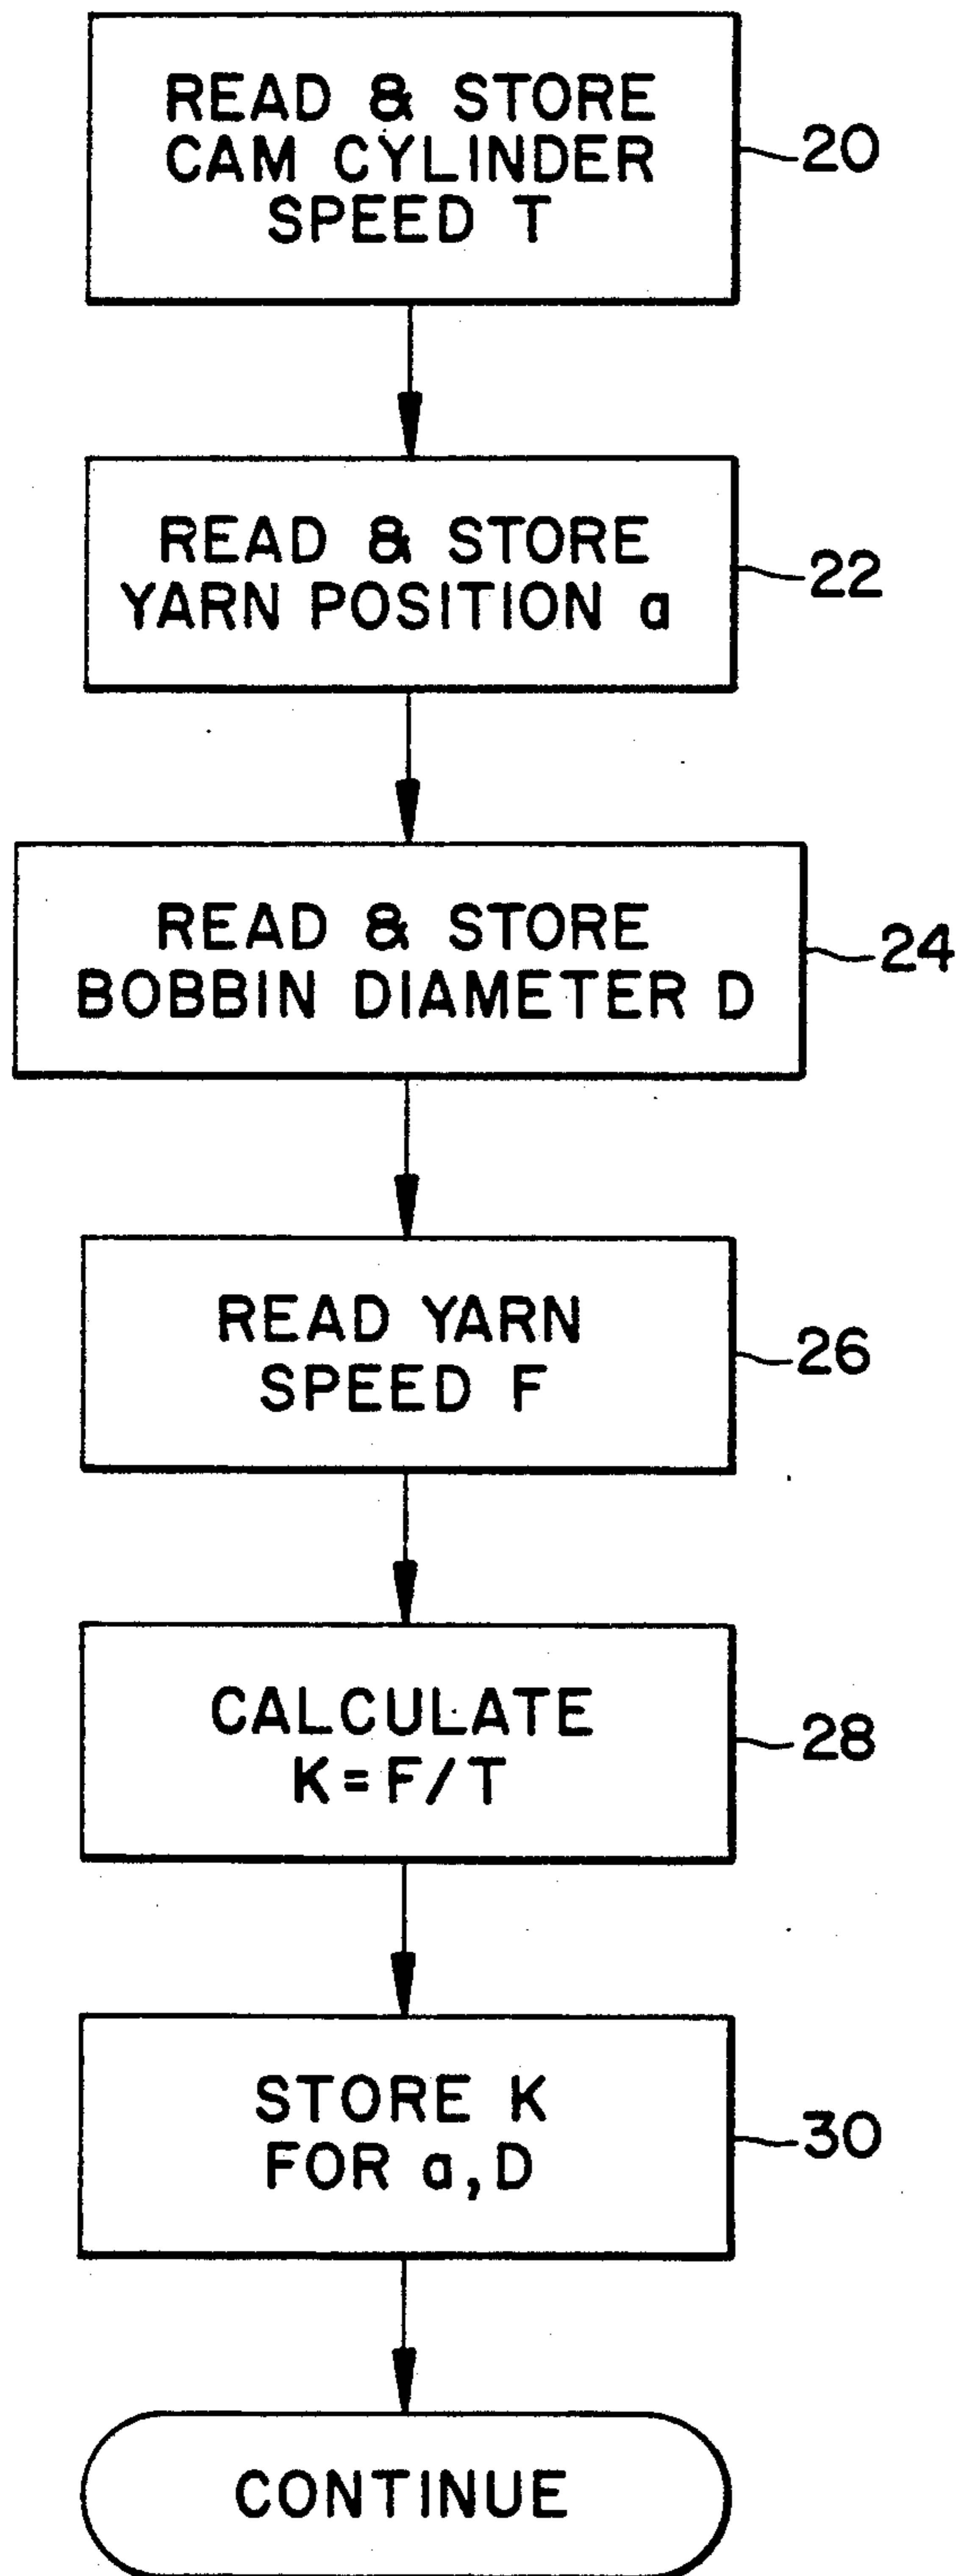 READ & STORE
CAM CYLINDER
SPEED T
20
READ & STORE
YARN POSITION a
22
READ & STORE
BOBBIN DIAMETER D
24
READ YARN
SPEED F
26
CALCULATE
K=F/T
28
STORE K
FOR a,D
30
CONTINUE